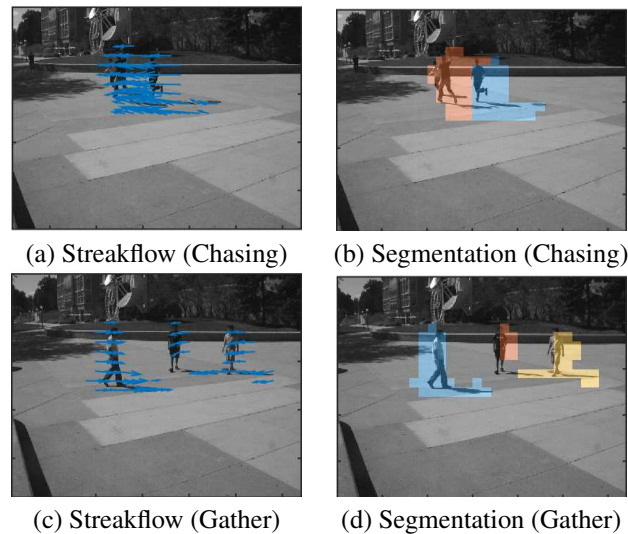 (a) Streakflow (Chasing)
(b) Segmentation (Chasing)
(c) Streakflow (Gather)
(d) Segmentation (Gather)